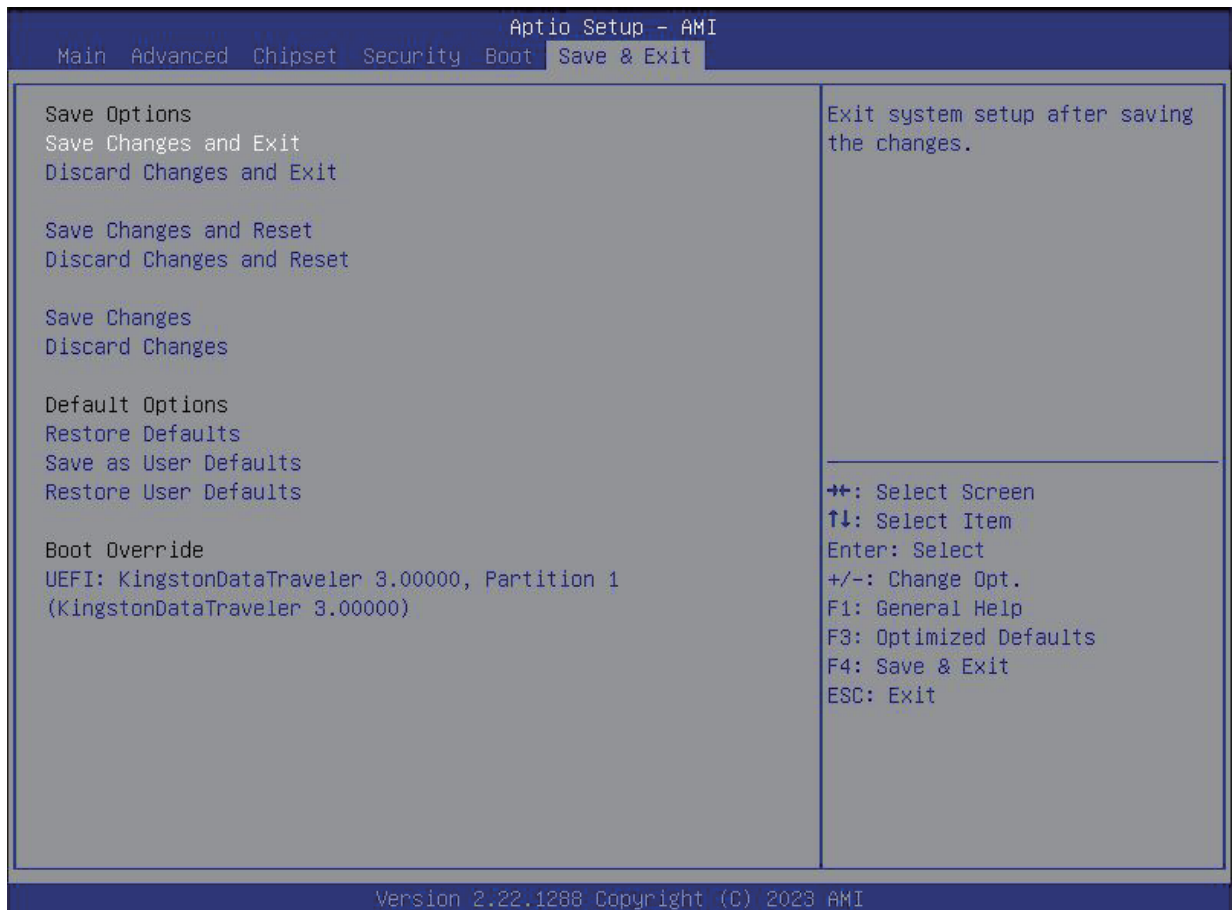 Aptio Setup – AMI
Main Advanced Chipset Security Boot Save & Exit
Save Options
Save Changes and Exit
Discard Changes and Exit
Save Changes and Reset
Discard Changes and Reset
Save Changes
Discard Changes
Default Options
Restore Defaults
Save as User Defaults
Restore User Defaults
Boot Override
UEFI: KingstonDataTraveler 3.00000, Partition 1
(KingstonDataTraveler 3.00000)
Exit system setup after saving
the changes.
→←: Select Screen
↑↓: Select Item
Enter: Select
+/-: Change Opt.
F1: General Help
F3: Optimized Defaults
F4: Save & Exit
ESC: Exit
Version 2.22.1288 Copyright (C) 2023 AMI